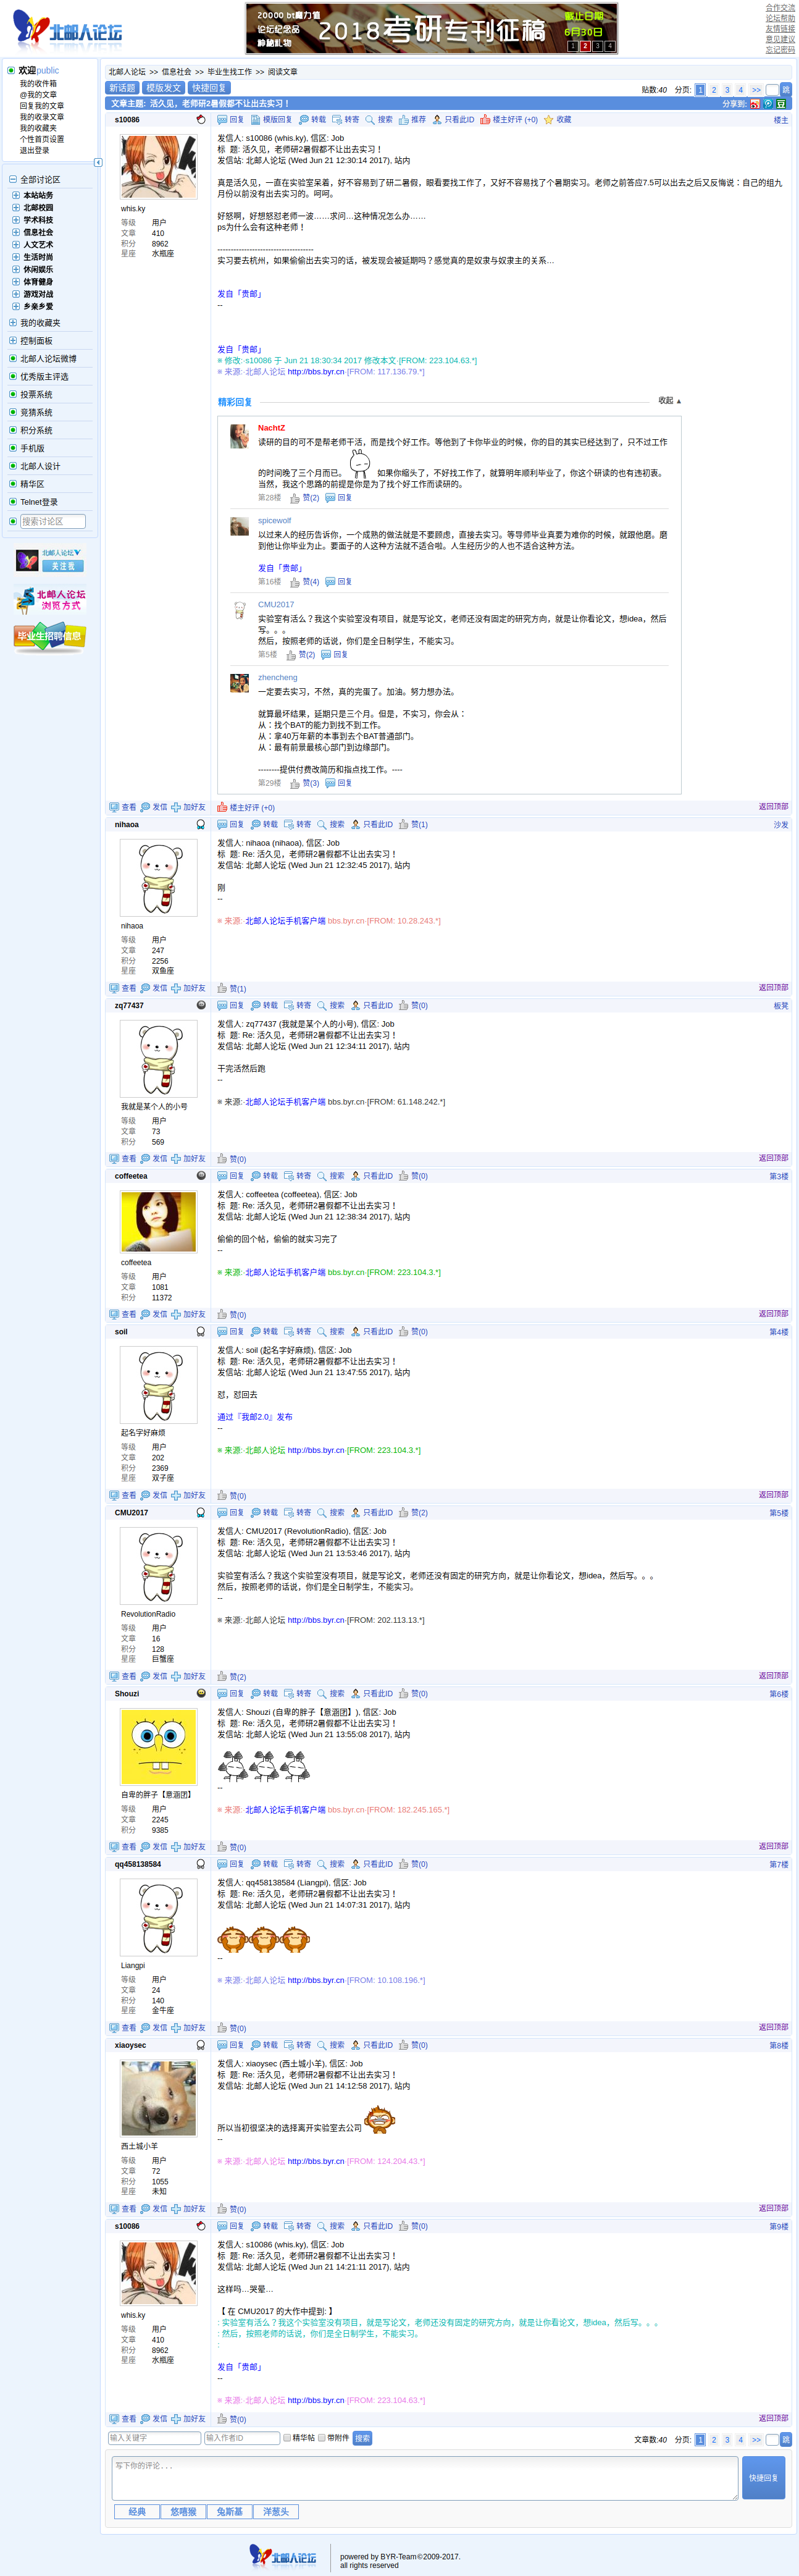 北邮人论坛
20000 bt魔力值
论坛纪念品
神秘礼物
2018考研专刊征稿
截止日期
6月30日
1 2 3 4
合作交流
论坛帮助
友情链接
意见建议
忘记密码
欢迎public
我的收件箱
@我的文章
回复我的文章
我的收录文章
我的收藏夹
个性首页设置
退出登录
全部讨论区
本站站务
北邮校园
学术科技
信息社会
人文艺术
生活时尚
休闲娱乐
体育健身
游戏对战
乡亲乡爱
我的收藏夹
控制面板
北邮人论坛微博
优秀版主评选
投票系统
竞猜系统
积分系统
手机版
北邮人设计
精华区
Telnet登录
搜索讨论区
北邮人论坛
关注我
北邮人论坛
浏览方式
毕业生招聘信息
北邮人论坛 >> 信息社会 >> 毕业生找工作 >> 阅读文章
新话题 模版发文 快捷回复
贴数:40 分页: 1 2 3 4 >> 跳
文章主题: 活久见，老师研2暑假都不让出去实习！
分享到:
s10086
回复 模版回复 转载 转寄 搜索 推荐 只看此ID 楼主好评 (+0) 收藏
楼主
whis.ky
等级 用户
文章 410
积分 8962
星座 水瓶座
发信人: s10086 (whis.ky), 信区: Job
标 题: 活久见，老师研2暑假都不让出去实习！
发信站: 北邮人论坛 (Wed Jun 21 12:30:14 2017), 站内
真是活久见，一直在实验室呆着，好不容易到了研二暑假，眼看要找工作了，又好不容易找了个暑期实习。老师之前答应7.5可以出去之后又反悔说：自己的组九月份以前没有出去实习的。呵呵。
好怒啊，好想怒怼老师一波……求问…这种情况怎么办……
ps为什么会有这种老师！
------------------------------------
实习要去杭州，如果偷偷出去实习的话，被发现会被延期吗？感觉真的是奴隶与奴隶主的关系…
发自「贵邮」
--
发自「贵邮」
※ 修改:·s10086 于 Jun 21 18:30:34 2017 修改本文·[FROM: 223.104.63.*]
※ 来源:·北邮人论坛 http://bbs.byr.cn·[FROM: 117.136.79.*]
精彩回复
收起 ▲
NachtZ
读研的目的可不是帮老师干活，而是找个好工作。等他到了卡你毕业的时候，你的目的其实已经达到了，只不过工作的时间晚了三个月而已。 如果你缩头了，不好找工作了，就算明年顺利毕业了，你这个研读的也有违初衷。
当然，我这个思路的前提是你是为了找个好工作而读研的。
第28楼 赞(2) 回复
spicewolf
以过来人的经历告诉你，一个成熟的做法就是不要顾虑，直接去实习。等导师毕业真要为难你的时候，就跟他磨。磨到他让你毕业为止。要面子的人这种方法就不适合啦。人生经历少的人也不适合这种方法。
发自「贵邮」
第16楼 赞(4) 回复
CMU2017
实验室有活么？我这个实验室没有项目，就是写论文，老师还没有固定的研究方向，就是让你看论文，想idea，然后写。。。
然后，按照老师的话说，你们是全日制学生，不能实习。
第5楼 赞(2) 回复
zhencheng
一定要去实习，不然，真的完蛋了。加油。努力想办法。
就算最坏结果，延期只是三个月。但是，不实习，你会从：
从：找个BAT的能力到找不到工作。
从：拿40万年薪的本事到去个BAT普通部门。
从：最有前景最核心部门到边缘部门。
--------提供付费改简历和指点找工作。----
第29楼 赞(3) 回复
查看 发信 加好友
楼主好评 (+0)
返回顶部
nihaoa
回复 转载 转寄 搜索 只看此ID 赞(1)
沙发
nihaoa
等级 用户
文章 247
积分 2256
星座 双鱼座
发信人: nihaoa (nihaoa), 信区: Job
标 题: Re: 活久见，老师研2暑假都不让出去实习！
发信站: 北邮人论坛 (Wed Jun 21 12:32:45 2017), 站内
刚
--
※ 来源:·北邮人论坛手机客户端 bbs.byr.cn·[FROM: 10.28.243.*]
查看 发信 加好友
赞(1)
返回顶部
zq77437
回复 转载 转寄 搜索 只看此ID 赞(0)
板凳
我就是某个人的小号
等级 用户
文章 73
积分 569
发信人: zq77437 (我就是某个人的小号), 信区: Job
标 题: Re: 活久见，老师研2暑假都不让出去实习！
发信站: 北邮人论坛 (Wed Jun 21 12:34:11 2017), 站内
干完活然后跑
--
※ 来源:·北邮人论坛手机客户端 bbs.byr.cn·[FROM: 61.148.242.*]
查看 发信 加好友
赞(0)
返回顶部
coffeetea
回复 转载 转寄 搜索 只看此ID 赞(0)
第3楼
coffeetea
等级 用户
文章 1081
积分 11372
发信人: coffeetea (coffeetea), 信区: Job
标 题: Re: 活久见，老师研2暑假都不让出去实习！
发信站: 北邮人论坛 (Wed Jun 21 12:38:34 2017), 站内
偷偷的回个帖，偷偷的就实习完了
--
※ 来源:·北邮人论坛手机客户端 bbs.byr.cn·[FROM: 223.104.3.*]
查看 发信 加好友
赞(0)
返回顶部
soil
回复 转载 转寄 搜索 只看此ID 赞(0)
第4楼
起名字好麻烦
等级 用户
文章 202
积分 2369
星座 双子座
发信人: soil (起名字好麻烦), 信区: Job
标 题: Re: 活久见，老师研2暑假都不让出去实习！
发信站: 北邮人论坛 (Wed Jun 21 13:47:55 2017), 站内
怼，怼回去
通过『我邮2.0』发布
--
※ 来源:·北邮人论坛 http://bbs.byr.cn·[FROM: 223.104.3.*]
查看 发信 加好友
赞(0)
返回顶部
CMU2017
回复 转载 转寄 搜索 只看此ID 赞(2)
第5楼
RevolutionRadio
等级 用户
文章 16
积分 128
星座 巨蟹座
发信人: CMU2017 (RevolutionRadio), 信区: Job
标 题: Re: 活久见，老师研2暑假都不让出去实习！
发信站: 北邮人论坛 (Wed Jun 21 13:53:46 2017), 站内
实验室有活么？我这个实验室没有项目，就是写论文，老师还没有固定的研究方向，就是让你看论文，想idea，然后写。。。
然后，按照老师的话说，你们是全日制学生，不能实习。
--
※ 来源:·北邮人论坛 http://bbs.byr.cn·[FROM: 202.113.13.*]
查看 发信 加好友
赞(2)
返回顶部
Shouzi
回复 转载 转寄 搜索 只看此ID 赞(0)
第6楼
自卑的胖子【意涵团】
等级 用户
文章 2245
积分 9385
发信人: Shouzi (自卑的胖子【意涵团】), 信区: Job
标 题: Re: 活久见，老师研2暑假都不让出去实习！
发信站: 北邮人论坛 (Wed Jun 21 13:55:08 2017), 站内
--
※ 来源:·北邮人论坛手机客户端 bbs.byr.cn·[FROM: 182.245.165.*]
查看 发信 加好友
赞(0)
返回顶部
qq458138584
回复 转载 转寄 搜索 只看此ID 赞(0)
第7楼
Liangpi
等级 用户
文章 24
积分 140
星座 金牛座
发信人: qq458138584 (Liangpi), 信区: Job
标 题: Re: 活久见，老师研2暑假都不让出去实习！
发信站: 北邮人论坛 (Wed Jun 21 14:07:31 2017), 站内
--
※ 来源:·北邮人论坛 http://bbs.byr.cn·[FROM: 10.108.196.*]
查看 发信 加好友
赞(0)
返回顶部
xiaoysec
回复 转载 转寄 搜索 只看此ID 赞(0)
第8楼
西土城小羊
等级 用户
文章 72
积分 1055
星座 未知
发信人: xiaoysec (西土城小羊), 信区: Job
标 题: Re: 活久见，老师研2暑假都不让出去实习！
发信站: 北邮人论坛 (Wed Jun 21 14:12:58 2017), 站内
所以当初很坚决的选择离开实验室去公司
--
※ 来源:·北邮人论坛 http://bbs.byr.cn·[FROM: 124.204.43.*]
查看 发信 加好友
赞(0)
返回顶部
s10086
回复 转载 转寄 搜索 只看此ID 赞(0)
第9楼
whis.ky
等级 用户
文章 410
积分 8962
星座 水瓶座
发信人: s10086 (whis.ky), 信区: Job
标 题: Re: 活久见，老师研2暑假都不让出去实习！
发信站: 北邮人论坛 (Wed Jun 21 14:21:11 2017), 站内
这样吗…哭晕…
【 在 CMU2017 的大作中提到: 】
: 实验室有活么？我这个实验室没有项目，就是写论文，老师还没有固定的研究方向，就是让你看论文，想idea，然后写。。。
: 然后，按照老师的话说，你们是全日制学生，不能实习。
:
发自「贵邮」
--
※ 来源:·北邮人论坛 http://bbs.byr.cn·[FROM: 223.104.63.*]
查看 发信 加好友
赞(0)
返回顶部
输入关键字 输入作者ID 精华帖 带附件 搜索
文章数:40 分页: 1 2 3 4 >> 跳
写下你的评论...
快捷回复
经典 悠嘻猴 兔斯基 洋葱头
北邮人论坛
powered by BYR-Team©2009-2017.
all rights reserved